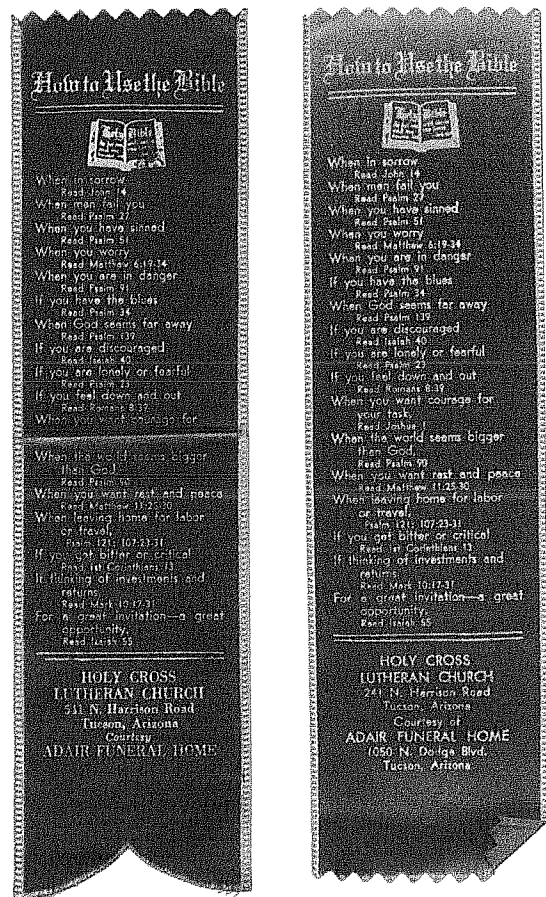 How to Use the Bible
Holy Bible
When in sorrow
Read John 14
When men fail you
Read Psalm 27
When you have sinned
Read Psalm 51
When you worry
Read Matthew 6:19-34
When you are in danger
Read Psalm 91
If you have the blues
Read Psalm 34
When God seems far away
Read Psalm 139
If you are discouraged
Read Isaiah 40
If you are lonely or fearful
Read Psalm 23
If you feel down and out
Read Romans 8:39
When you want courage for
When the world seems bigger
than God
Read Psalm 90
When you want rest and peace
Read Matthew 11:25-30
When leaving home for labor
or travel,
Psalm 121; 107:23-31
If you get bitter or critical
Read 1st Corinthians 13
If thinking of investments and
returns
Read Mark 10:17-31
For a great invitation—a great
opportunity,
Read Isaiah 55
HOLY CROSS
LUTHERAN CHURCH
N. Harrison Road
Tucson, Arizona
Courtesy
ADAIR FUNERAL HOME
How to Use the Bible
Holy Bible
When in sorrow
Read John 14
When men fail you
Read Psalm 27
When you have sinned
Read Psalm 51
When you worry
Read Matthew 6:19-34
When you are in danger
Read Psalm 91
If you have the blues
Read Psalm 34
When God seems far away
Read Psalm 139
If you are discouraged
Read Isaiah 40
If you are lonely or fearful
Read Psalm 23
If you feel down and out
Read Romans 8:39
When you want courage for
your task,
Read Joshua 1
When the world seems bigger
than God,
Read Psalm 90
When you want rest and peace
Read Matthew 11:25-30
When leaving home for labor
or travel,
Psalm 121; 107:23-31
If you get bitter or critical
Read 1st Corinthians 13
If thinking of investments and
returns
Read Mark 10:17-31
For a great invitation—a great
opportunity,
Read Isaiah 55
HOLY CROSS
LUTHERAN CHURCH
241 N. Harrison Road
Tucson, Arizona
Courtesy of
ADAIR FUNERAL HOME
1050 N. Dodge Blvd.
Tucson, Arizona